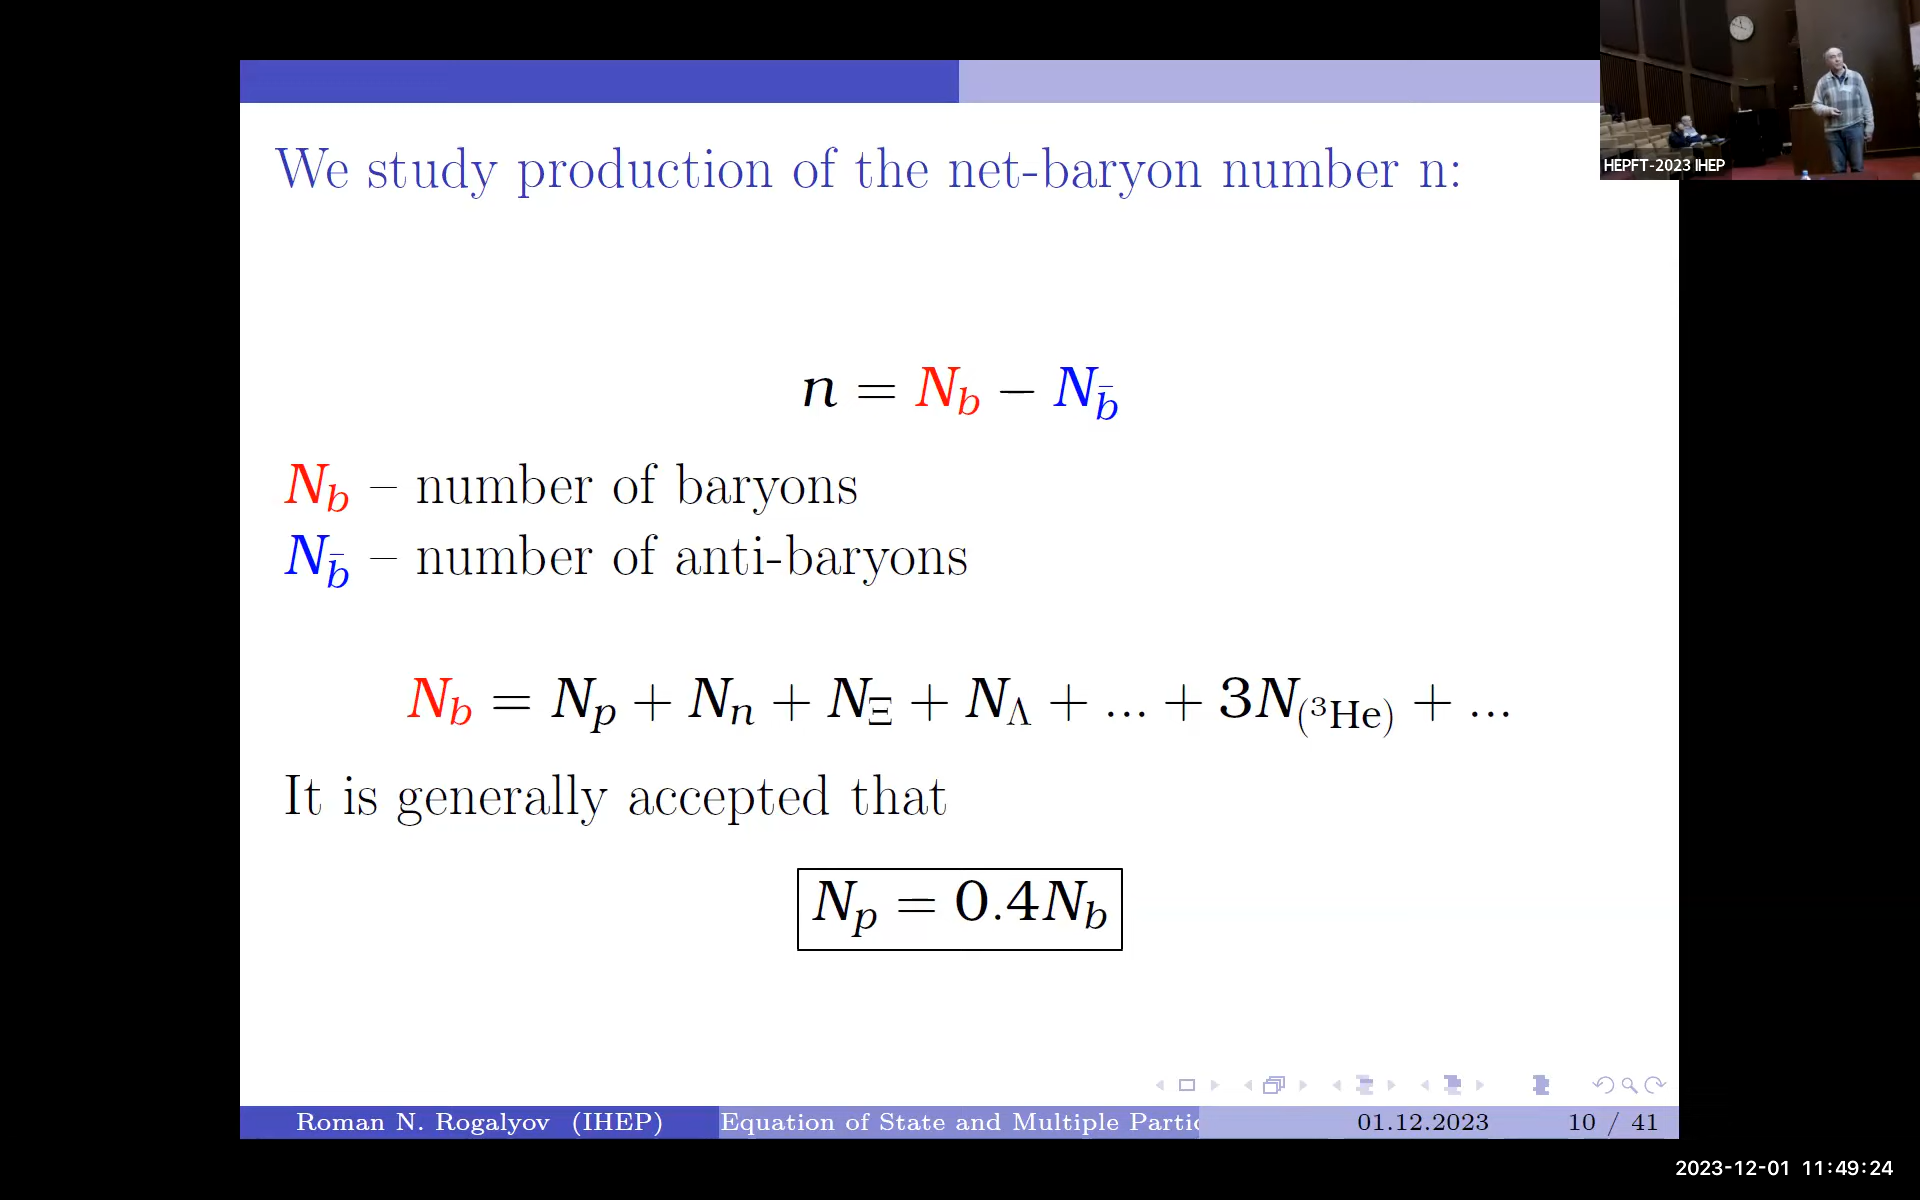 HEPFT-2023 IHEP
We study production of the net-baryon number n:
n = N_b − N_b̄
N_b – number of baryons
N_b̄ – number of anti-baryons
N_b = N_p + N_n + N_Ξ + N_Λ + ... + 3N_(³He) + ...
It is generally accepted that
N_p = 0.4N_b
Roman N. Rogalyov (IHEP) Equation of State and Multiple Partic 01.12.2023 10 / 41
2023-12-01 11:49:24